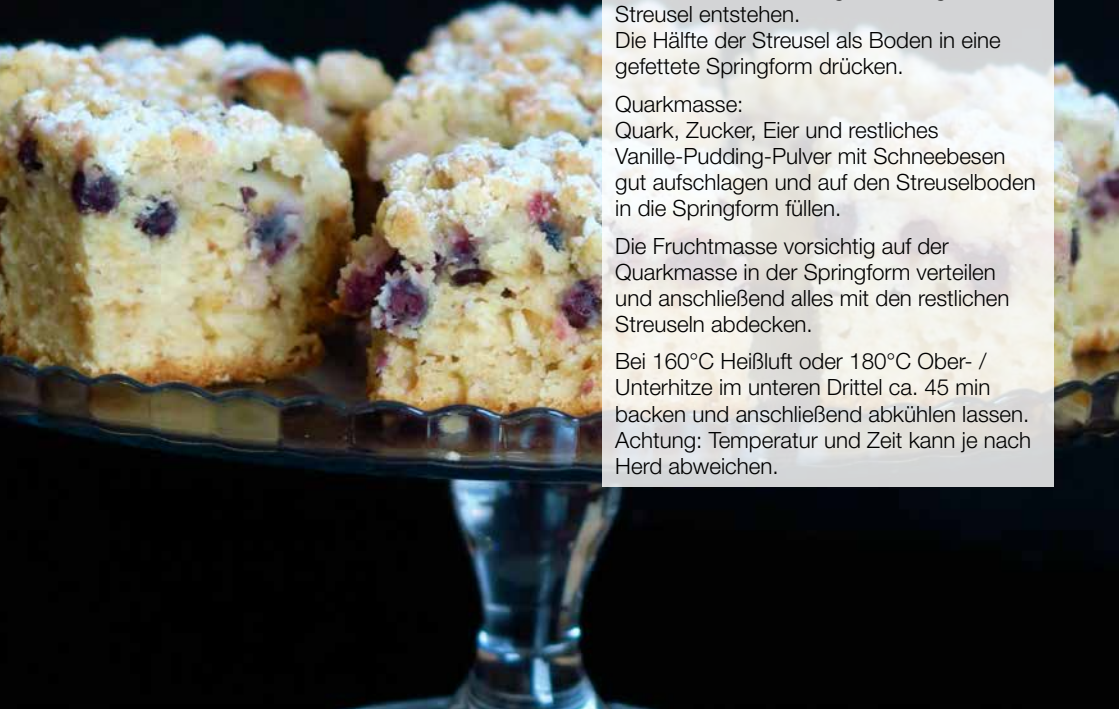 Streusel entstehen.
Die Hälfte der Streusel als Boden in eine
gefettete Springform drücken.
Quarkmasse:
Quark, Zucker, Eier und restliches
Vanille-Pudding-Pulver mit Schneebesen
gut aufschlagen und auf den Streuselboden
in die Springform füllen.
Die Fruchtmasse vorsichtig auf der
Quarkmasse in der Springform verteilen
und anschließend alles mit den restlichen
Streuseln abdecken.
Bei 160°C Heißluft oder 180°C Ober- /
Unterhitze im unteren Drittel ca. 45 min
backen und anschließend abkühlen lassen.
Achtung: Temperatur und Zeit kann je nach
Herd abweichen.